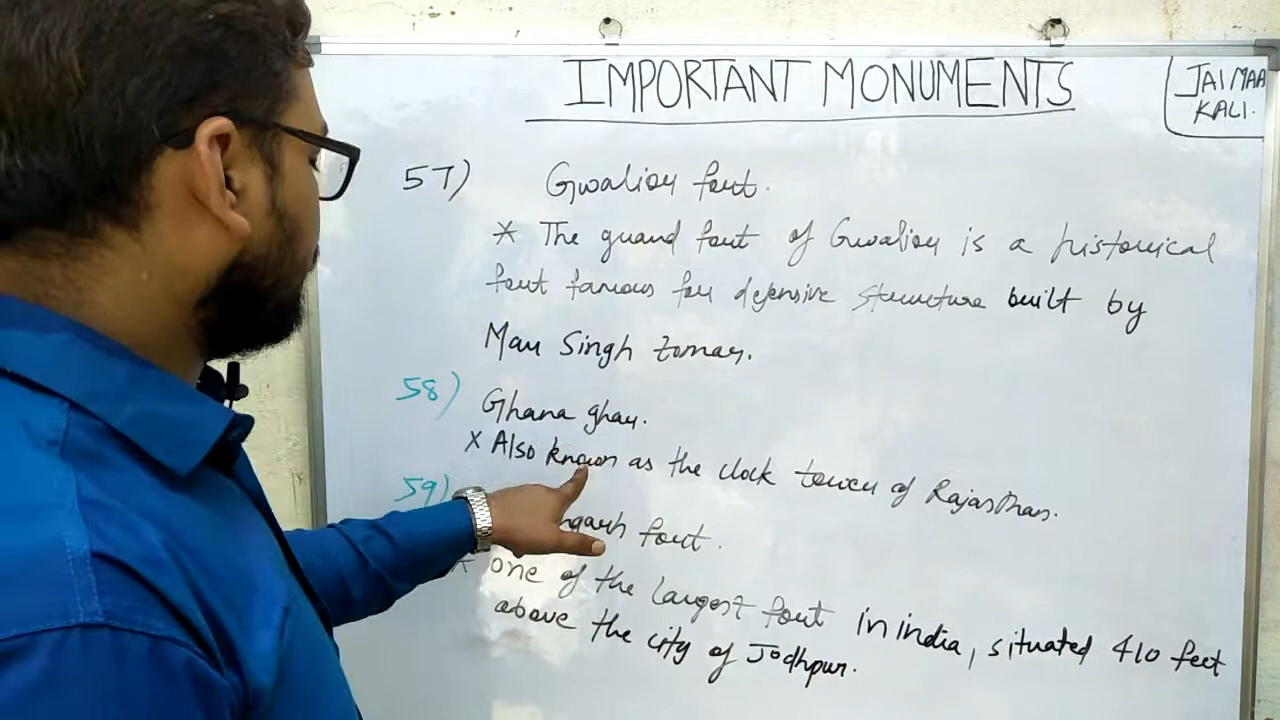 IMPORTANT MONUMENTS
JAI MAA
KALI.
57) Gwalior fort.
* The grand fort of Gwalior is a historical
fort famous for defensive structure built by
Man Singh Tomar.
58) Ghana ghar.
x Also known as the clock tower of Rajasthan.
59)
fort.
* one of the largest fort in india, situated 410 feet
above the city of Jodhpur.